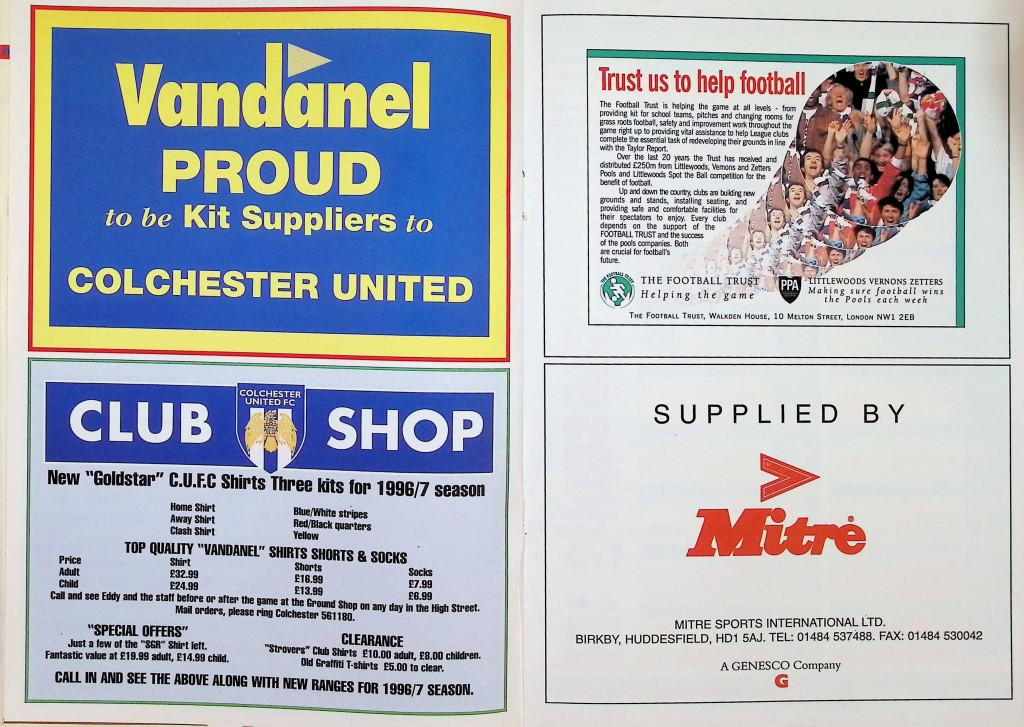 Vandanel
PROUD
to be Kit Suppliers to
COLCHESTER UNITED
CLUB SHOP
COLCHESTER
UNITED FC
New "Goldstar" C.U.F.C Shirts Three kits for 1996/7 season
Home Shirt Blue/White stripes
Away Shirt Red/Black quarters
Clash Shirt Yellow
TOP QUALITY "VANDANEL" SHIRTS SHORTS & SOCKS
Price Shirt Shorts Socks
Adult £32.99 £16.99 £7.99
Child £24.99 £13.99 £6.99
Call and see Eddy and the staff before or after the game at the Ground Shop on any day in the High Street.
Mail orders, please ring Colchester 561180.
"SPECIAL OFFERS"
Just a few of the "SGR" Shirt left.
Fantastic value at £19.99 adult, £14.99 child.
CLEARANCE
"Strovers" Club Shirts £10.00 adult, £8.00 children.
Old Graffiti T-shirts £5.00 to clear.
CALL IN AND SEE THE ABOVE ALONG WITH NEW RANGES FOR 1996/7 SEASON.
Trust us to help football
The Football Trust is helping the game at all levels - from
providing kit for school teams, pitches and changing rooms for
grass roots football, safety and improvement work throughout the
game right up to providing vital assistance to help League clubs
complete the essential task of redeveloping their grounds in line
with the Taylor Report.
Over the last 20 years the Trust has received and
distributed £250m from Littlewoods, Vernons and Zetters
Pools and Littlewoods Spot the Ball competition for the
benefit of football.
Up and down the country, clubs are building new
grounds and stands, installing seating, and
providing safe and comfortable facilities for
their spectators to enjoy. Every club
depends on the support of the
FOOTBALL TRUST and the success
of the pools companies. Both
are crucial for football's
future.
THE FOOTBALL TRUST
Helping the game
PPA
LITTLEWOODS VERNONS ZETTERS
Making sure football wins
the Pools each week
THE FOOTBALL TRUST, WALKDEN HOUSE, 10 MELTON STREET, LONDON NW1 2EB
SUPPLIED BY
Mitre
MITRE SPORTS INTERNATIONAL LTD.
BIRKBY, HUDDESFIELD, HD1 5AJ. TEL: 01484 537488. FAX: 01484 530042
A GENESCO Company
G